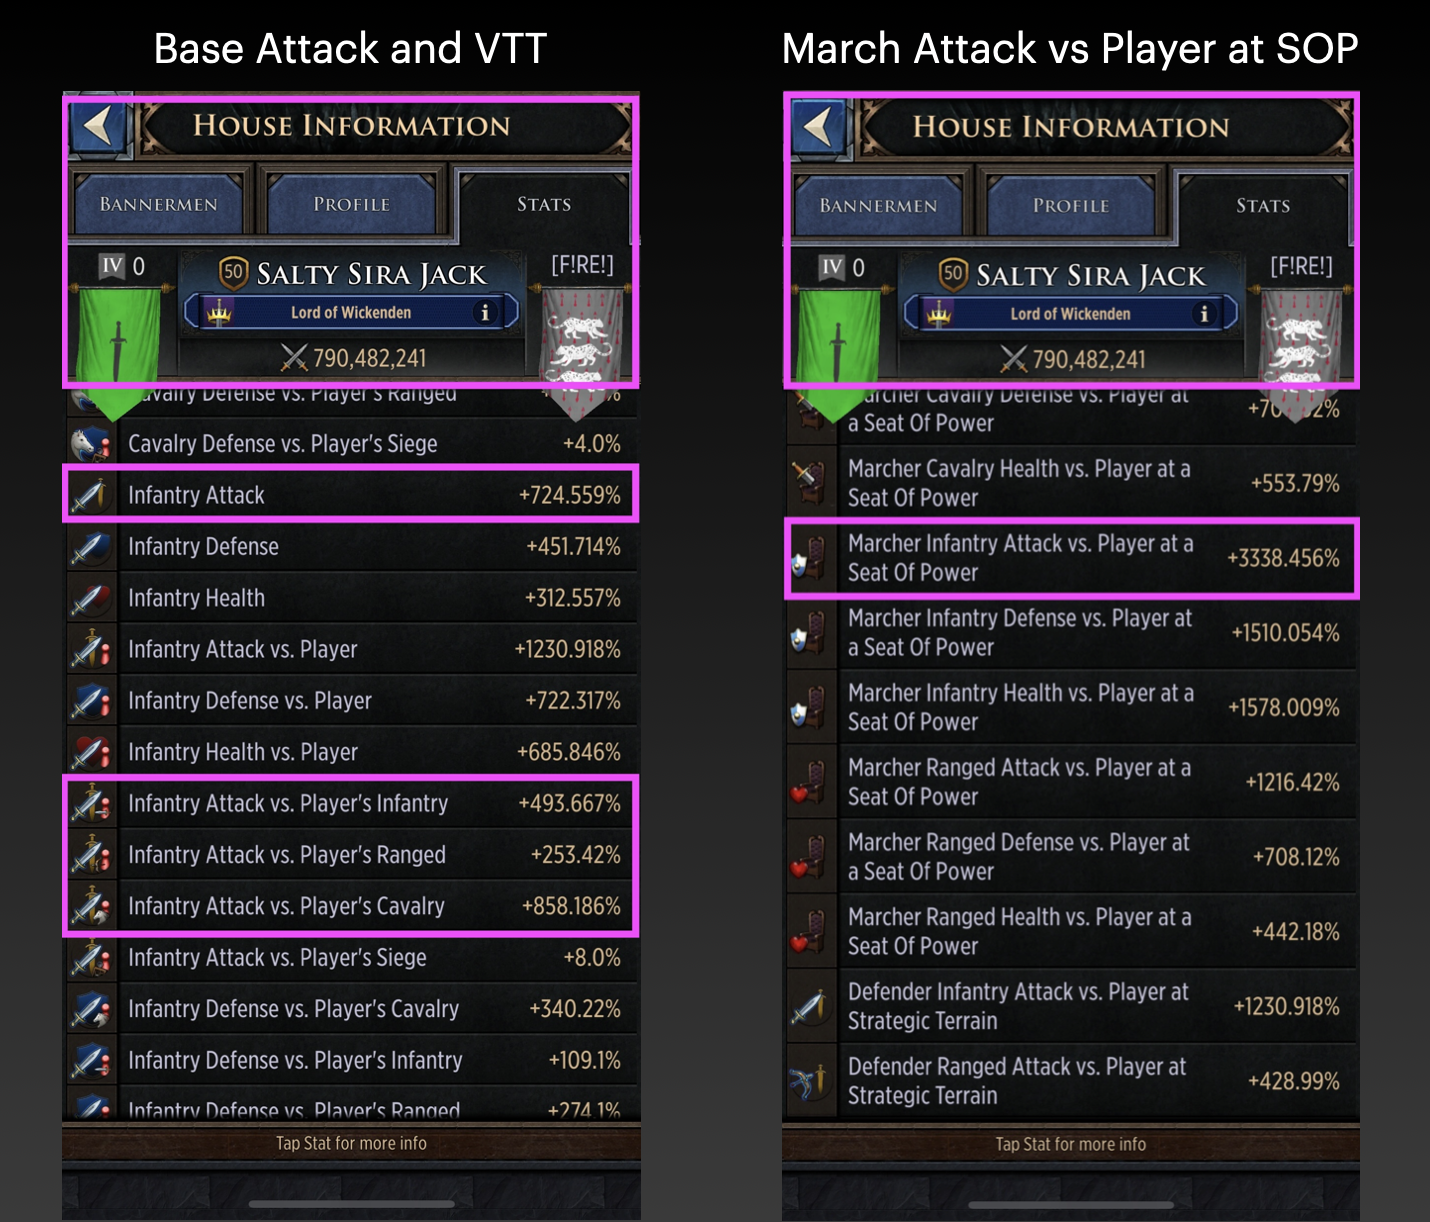 Base Attack and VTT
HOUSE INFORMATION
BANNERMEN
PROFILE
STATS
IV 0
50 SALTY SIRA JACK
[F!RE!]
Lord of Wickenden
i
790,482,241
Cavalry Defense vs. Player's Ranged
Cavalry Defense vs. Player's Siege +4.0%
Infantry Attack +724.559%
Infantry Defense +451.714%
Infantry Health +312.557%
Infantry Attack vs. Player +1230.918%
Infantry Defense vs. Player +722.317%
Infantry Health vs. Player +685.846%
Infantry Attack vs. Player's Infantry +493.667%
Infantry Attack vs. Player's Ranged +253.42%
Infantry Attack vs. Player's Cavalry +858.186%
Infantry Attack vs. Player's Siege +8.0%
Infantry Defense vs. Player's Cavalry +340.22%
Infantry Defense vs. Player's Infantry +109.1%
Infantry Defense vs. Player's Ranged +274.1%
Tap Stat for more info
March Attack vs Player at SOP
HOUSE INFORMATION
BANNERMEN
PROFILE
STATS
IV 0
50 SALTY SIRA JACK
[F!RE!]
Lord of Wickenden
i
790,482,241
Marcher Cavalry Defense vs. Player at
a Seat Of Power
Marcher Cavalry Health vs. Player at a
Seat Of Power +553.79%
Marcher Infantry Attack vs. Player at a
Seat Of Power +3338.456%
Marcher Infantry Defense vs. Player at
a Seat Of Power +1510.054%
Marcher Infantry Health vs. Player at a
Seat Of Power +1578.009%
Marcher Ranged Attack vs. Player at a
Seat Of Power +1216.42%
Marcher Ranged Defense vs. Player at
a Seat Of Power +708.12%
Marcher Ranged Health vs. Player at a
Seat Of Power +442.18%
Defender Infantry Attack vs. Player at
Strategic Terrain +1230.918%
Defender Ranged Attack vs. Player at
Strategic Terrain +428.99%
Tap Stat for more info